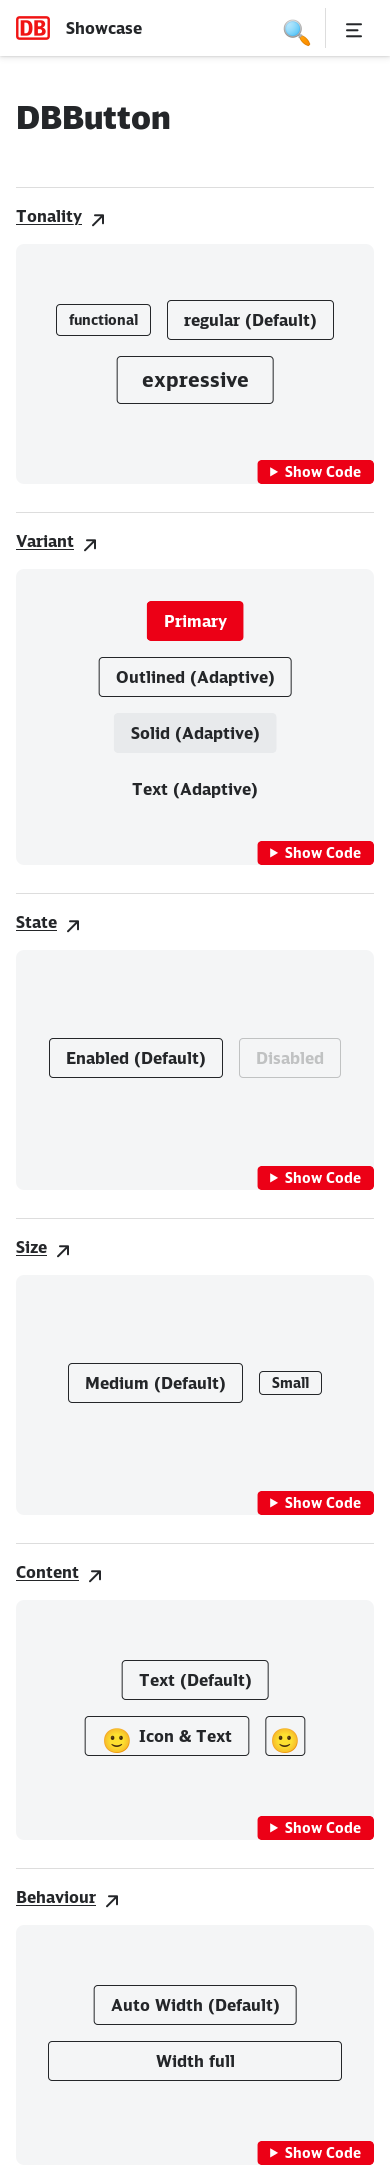 DB Showcase
DBButton
Tonality
functional regular (Default)
expressive
Show Code
Variant
Primary
Outlined (Adaptive)
Solid (Adaptive)
Text (Adaptive)
Show Code
State
Enabled (Default) Disabled
Show Code
Size
Medium (Default) Small
Show Code
Content
Text (Default)
Icon & Text
Show Code
Behaviour
Auto Width (Default)
Width full
Show Code